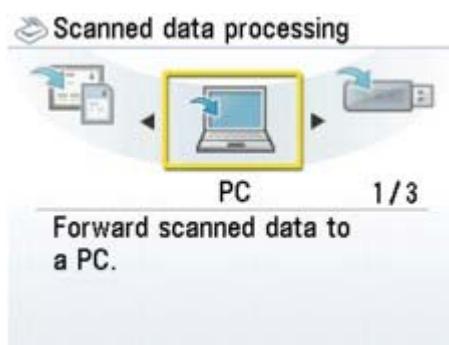 Scanned data processing
PC 1/3
Forward scanned data to
a PC.